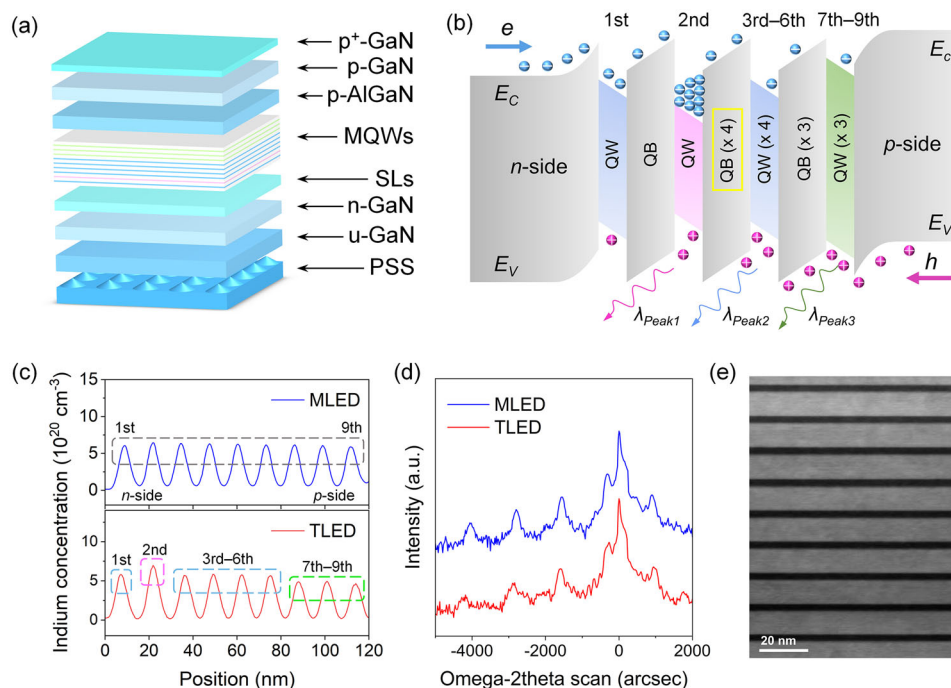 (a)
p⁺-GaN
p-GaN
p-AlGaN
MQWs
SLs
n-GaN
u-GaN
PSS
(b)
1st 2nd 3rd–6th 7th–9th
e
E_C
E_c
n-side
QW
QB
QW
QB (x 4)
QW (x 4)
QB (x 3)
QW (x 3)
p-side
E_V
E_V
h
λ_Peak1
λ_Peak2
λ_Peak3
(c)
Indium concentration (10²⁰ cm⁻³)
15
10
5
0
MLED
1st 9th
n-side p-side
10
5
0
TLED
1st 2nd 3rd–6th 7th–9th
0 20 40 60 80 100 120
Position (nm)
(d)
Intensity (a.u.)
MLED
TLED
-4000 -2000 0 2000
Omega-2theta scan (arcsec)
(e)
20 nm